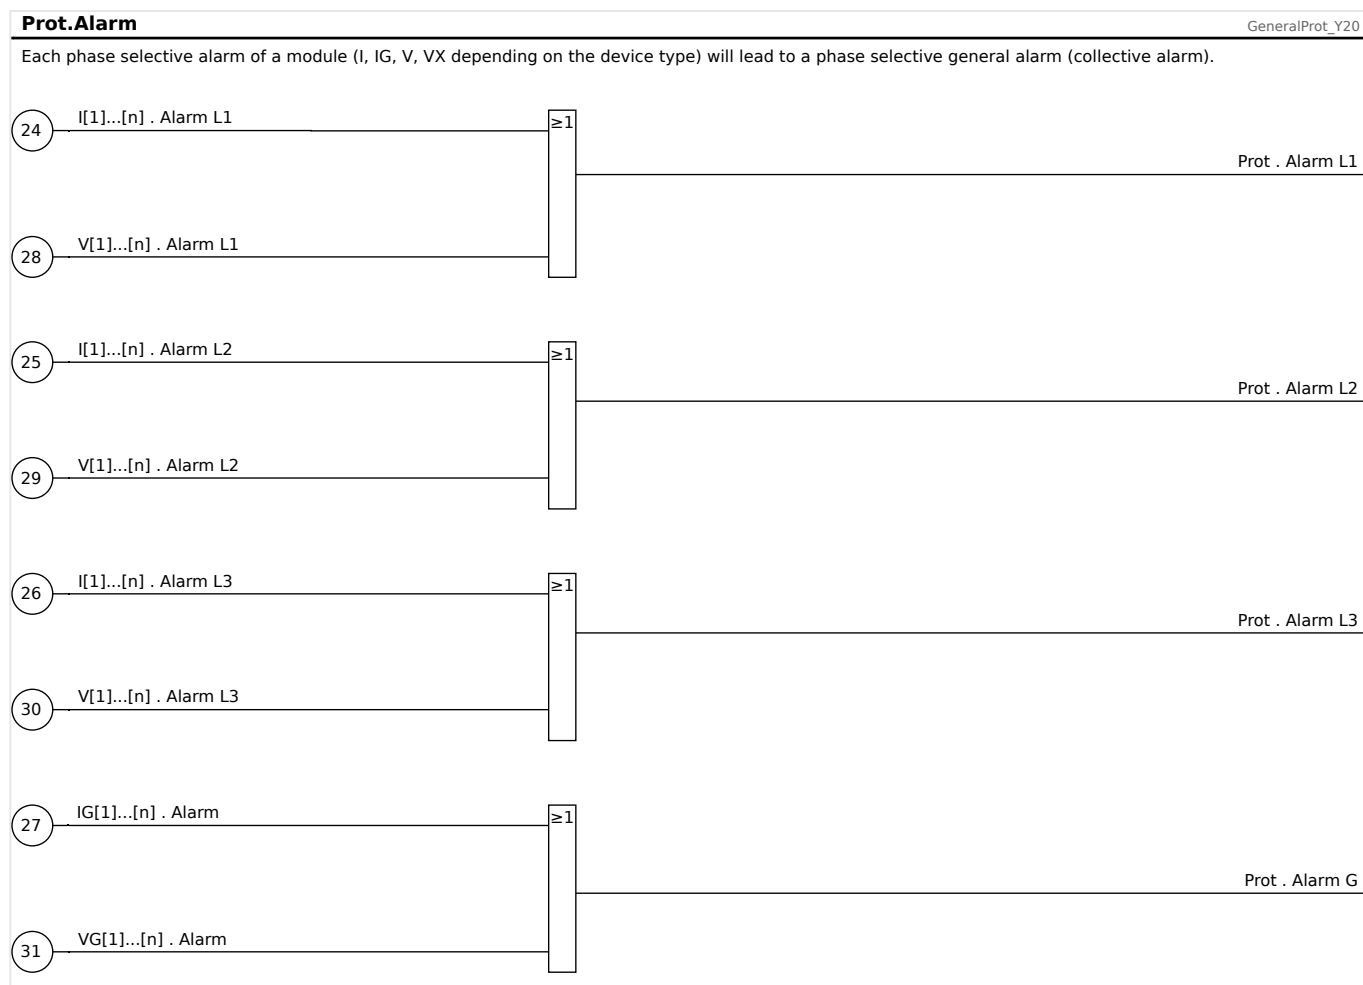 Prot.Alarm
GeneralProt_Y20
Each phase selective alarm of a module (I, IG, V, VX depending on the device type) will lead to a phase selective general alarm (collective alarm).
24
I[1]...[n] . Alarm L1
≥1
Prot . Alarm L1
28
V[1]...[n] . Alarm L1
25
I[1]...[n] . Alarm L2
≥1
Prot . Alarm L2
29
V[1]...[n] . Alarm L2
26
I[1]...[n] . Alarm L3
≥1
Prot . Alarm L3
30
V[1]...[n] . Alarm L3
27
IG[1]...[n] . Alarm
≥1
Prot . Alarm G
31
VG[1]...[n] . Alarm